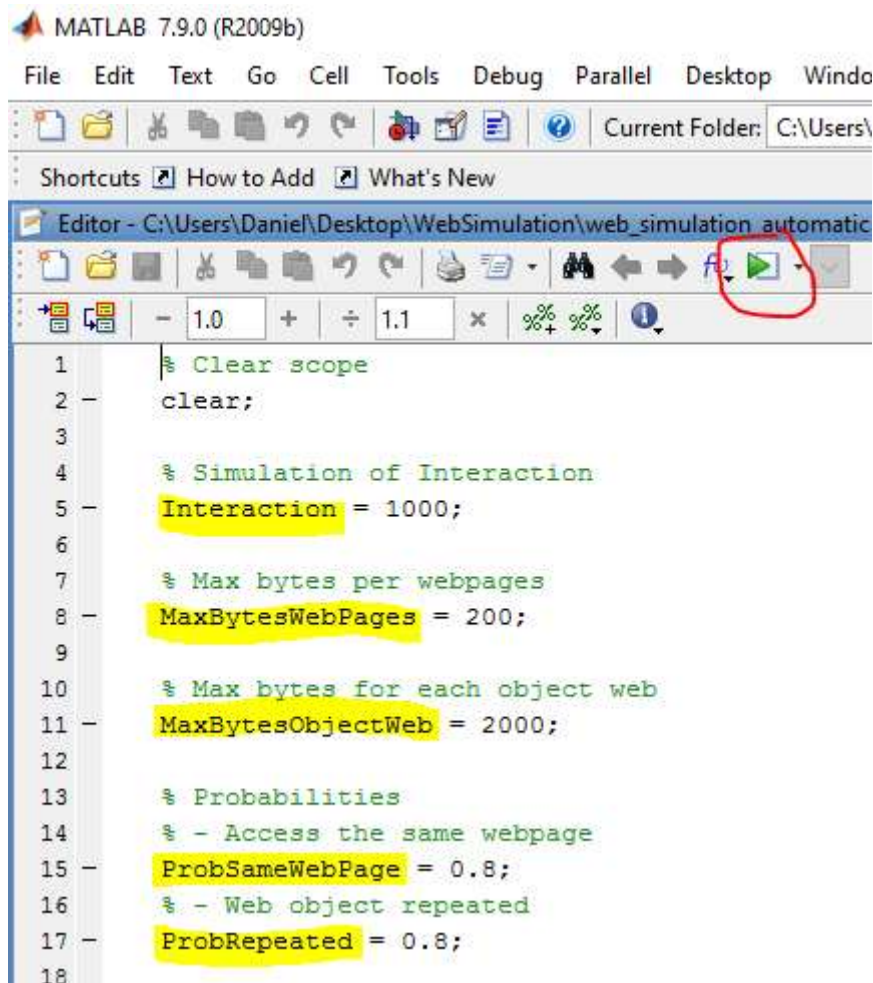 MATLAB 7.9.0 (R2009b)
File Edit Text Go Cell Tools Debug Parallel Desktop Windo
Current Folder: C:\Users\
Shortcuts How to Add What's New
Editor - C:\Users\Daniel\Desktop\WebSimulation\web_simulation_automatic
- 1.0 + ÷ 1.1 ×
1 % Clear scope
2 - clear;
3
4 % Simulation of Interaction
5 - Interaction = 1000;
6
7 % Max bytes per webpages
8 - MaxBytesWebPages = 200;
9
10 % Max bytes for each object web
11 - MaxBytesObjectWeb = 2000;
12
13 % Probabilities
14 % - Access the same webpage
15 - ProbSameWebPage = 0.8;
16 % - Web object repeated
17 - ProbRepeated = 0.8;
18